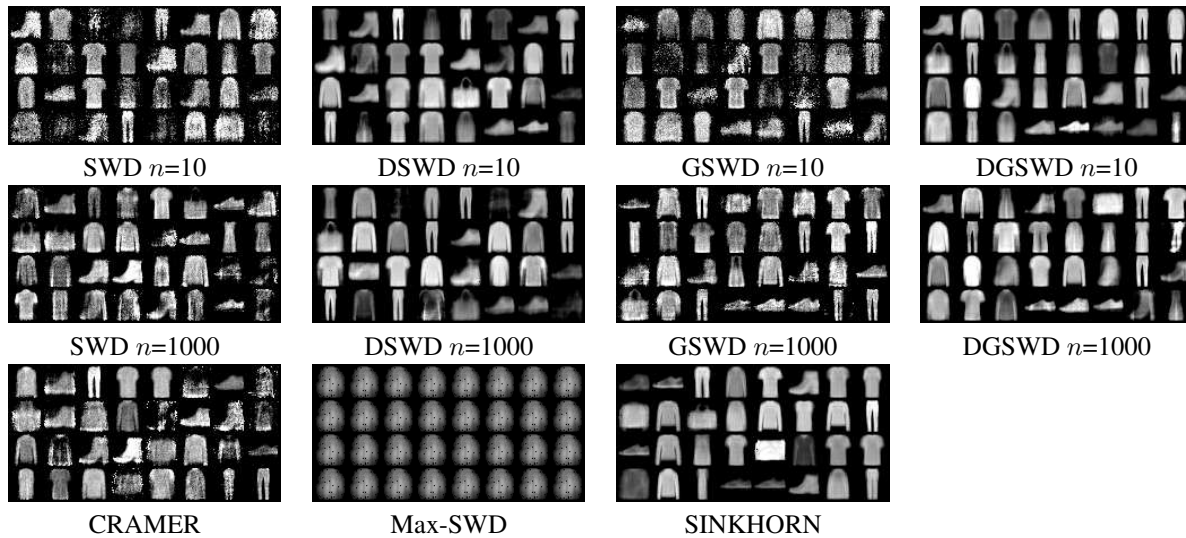 SWD n=10
DSWD n=10
GSWD n=10
DGSWD n=10
SWD n=1000
DSWD n=1000
GSWD n=1000
DGSWD n=1000
CRAMER
Max-SWD
SINKHORN